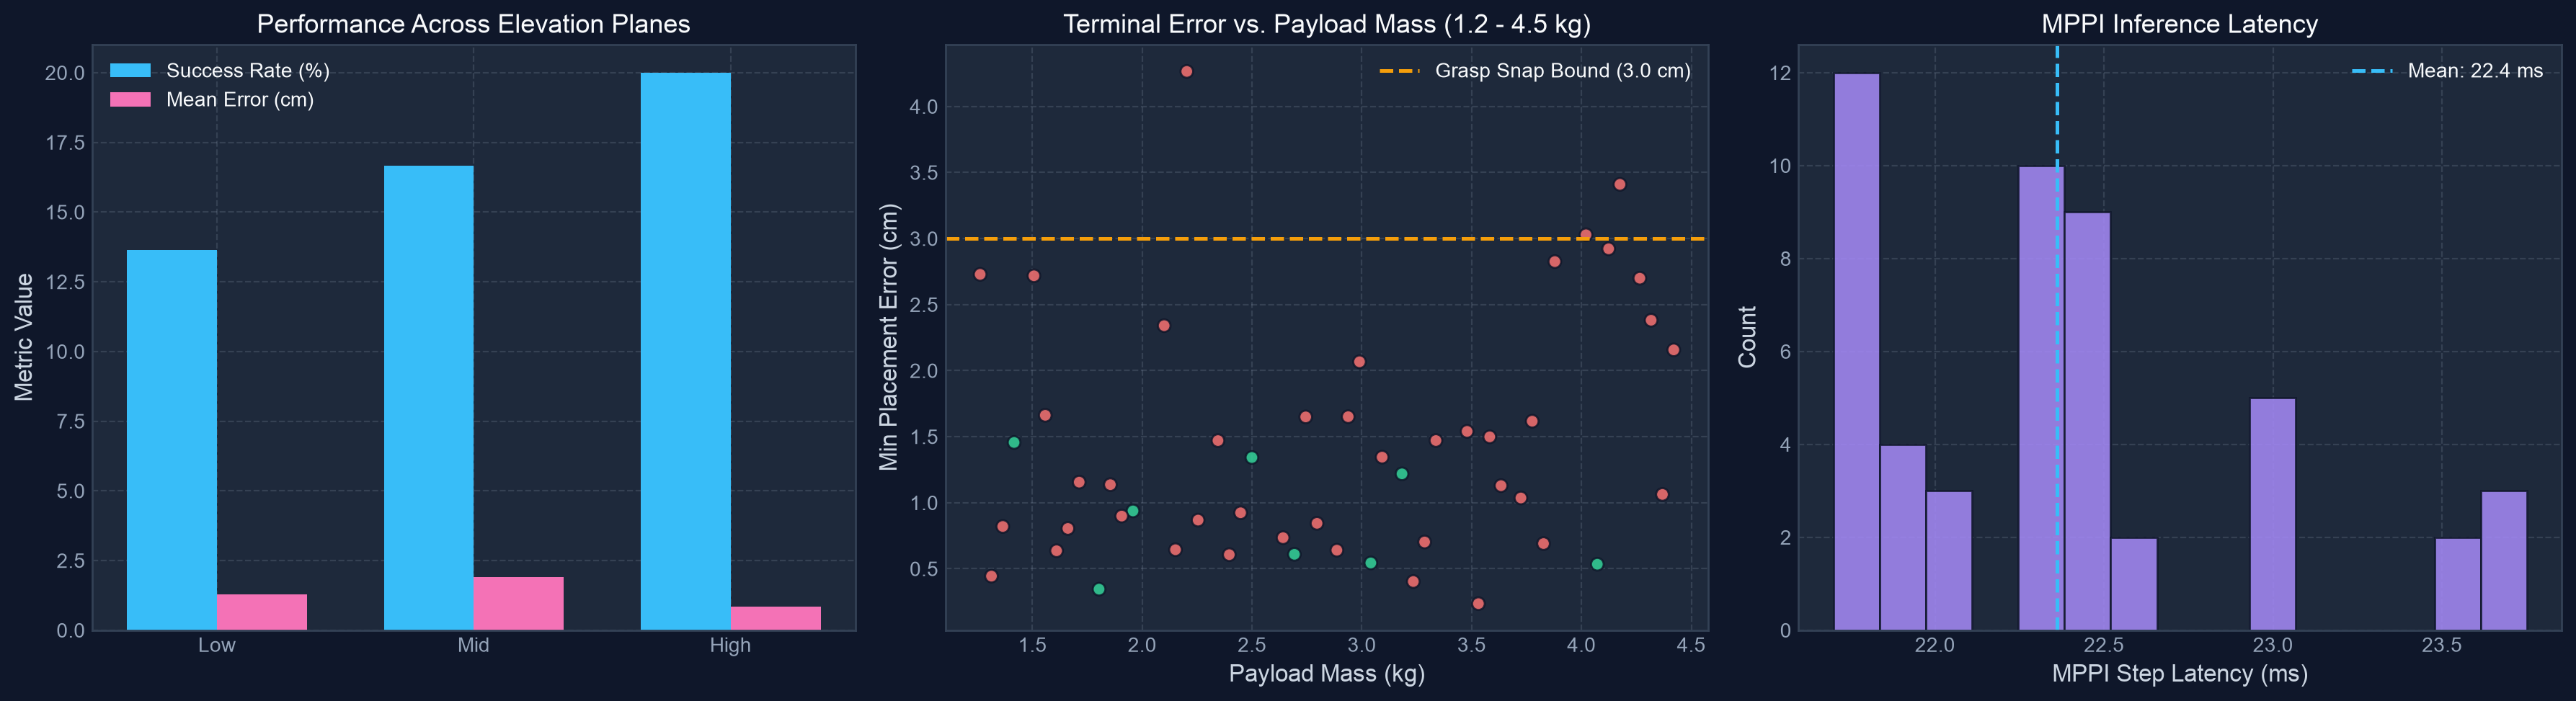 Performance Across Elevation Planes
Success Rate (%)
Mean Error (cm)
Metric Value
20.0
17.5
15.0
12.5
10.0
7.5
5.0
2.5
0.0
Low
Mid
High
Terminal Error vs. Payload Mass (1.2 - 4.5 kg)
Grasp Snap Bound (3.0 cm)
Min Placement Error (cm)
4.0
3.5
3.0
2.5
2.0
1.5
1.0
0.5
1.5
2.0
2.5
3.0
3.5
4.0
4.5
Payload Mass (kg)
MPPI Inference Latency
Mean: 22.4 ms
Count
12
10
8
6
4
2
0
22.0
22.5
23.0
23.5
MPPI Step Latency (ms)